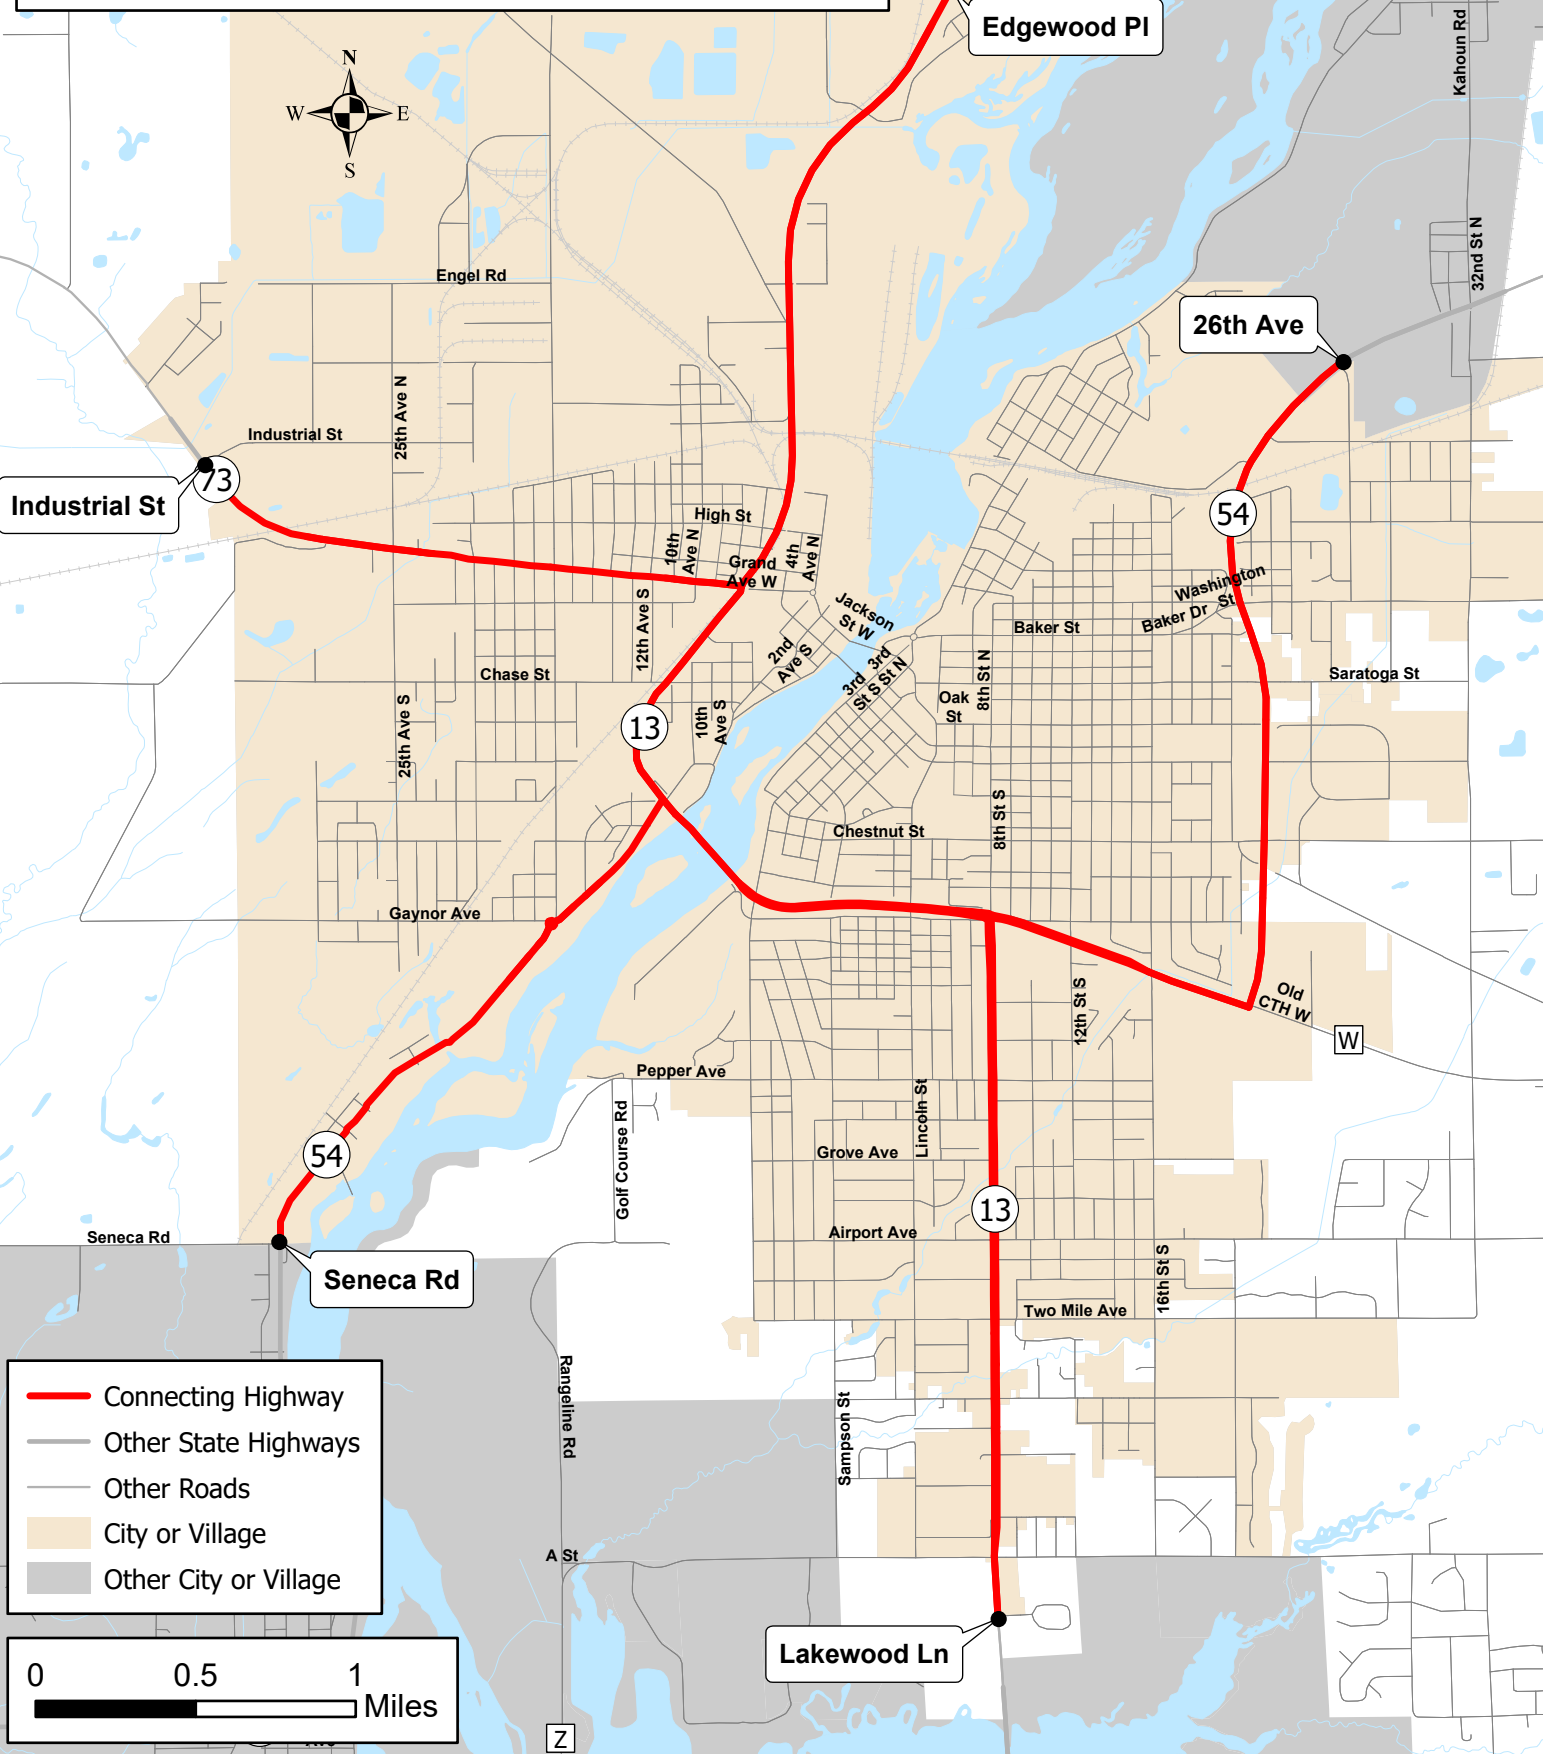 Edgewood Pl
Kahoun Rd
N
W
E
S
32nd St N
Engel Rd
26th Ave
25th Ave N
Industrial St
73
Industrial St
High St
54
10th
Ave N
4th
Ave N
Grand
Ave W
Washington
St
Baker Dr
Jackson
St W
12th Ave S
Baker St
2nd
Ave S
3rd
St N
3rd
St S
8th St N
Chase St
Saratoga St
Oak
St
25th Ave S
10th
Ave S
13
8th St S
Chestnut St
Gaynor Ave
12th St S
Old
CTH W
W
Pepper Ave
Lincoln St
Golf Course Rd
54
Grove Ave
13
Airport Ave
Seneca Rd
Seneca Rd
16th St S
Two Mile Ave
Rangeline Rd
Sampson St
Connecting Highway
Other State Highways
Other Roads
City or Village
Other City or Village
A St
Lakewood Ln
0 0.5 1
Miles
Z